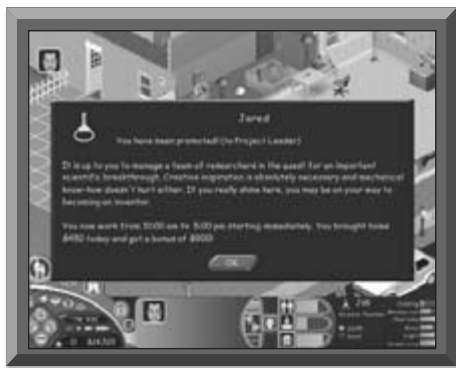 Jared
You have been promoted! (to Project Leader)
It is up to you to manage a team of researchers in the quest for an important
scientific breakthrough. Creative inspiration is absolutely necessary and mechanical
know-how doesn't hurt either. If you really shine here, you may be on your way to
becoming an inventor.
You now work from 10:00 am to 5:00 pm starting immediately. You brought home
today and got a bonus of
OK
Job